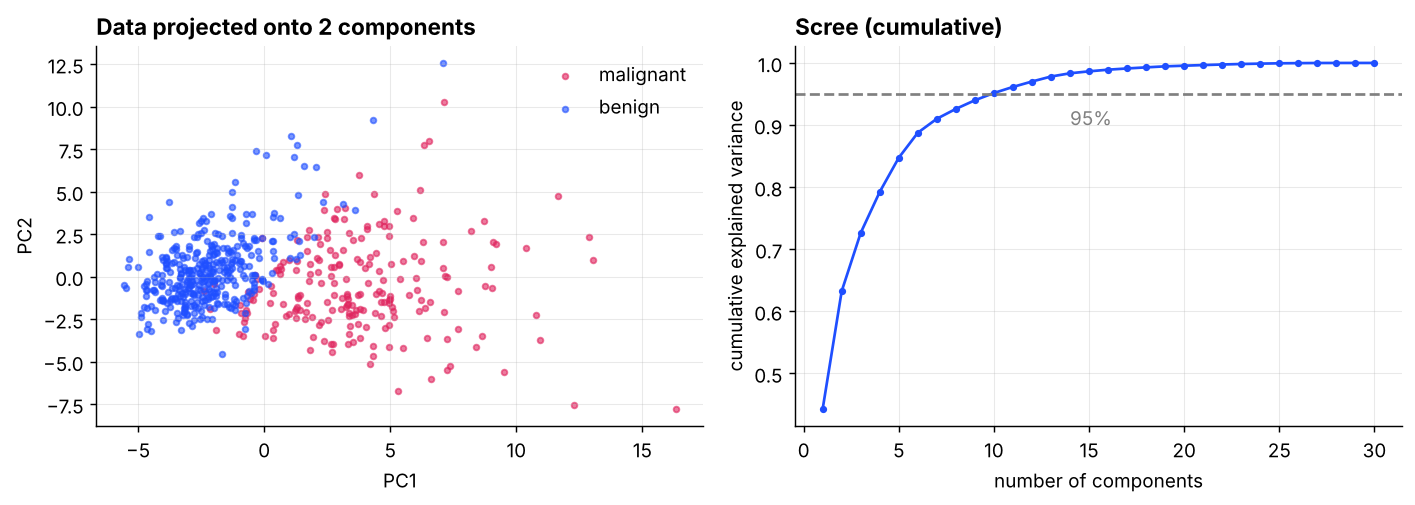 Data projected onto 2 components
malignant
benign
12.5
10.0
7.5
5.0
2.5
0.0
−2.5
−5.0
−7.5
PC2
−5 0 5 10 15
PC1
Scree (cumulative)
1.0
0.9
0.8
0.7
0.6
0.5
cumulative explained variance
95%
0 5 10 15 20 25 30
number of components